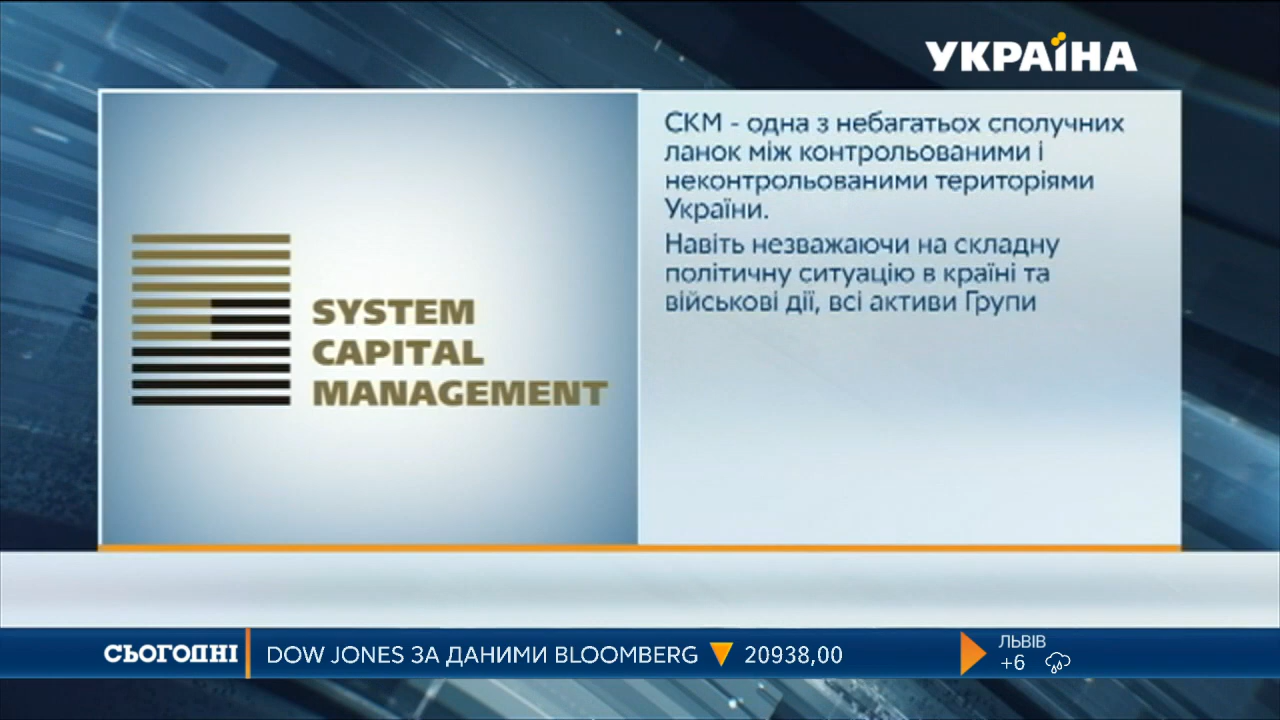 УКРАЇНА
СКМ - одна з небагатьох сполучних
ланок між контрольованими і
неконтрольованими територіями
України.
Навіть незважаючи на складну
політичну ситуацію в країні та
військові дії, всі активи Групи
SYSTEM
CAPITAL
MANAGEMENT
СЬОГОДНІ
DOW JONES ЗА ДАНИМИ BLOOMBERG 20938,00
ЛЬВІВ
+6